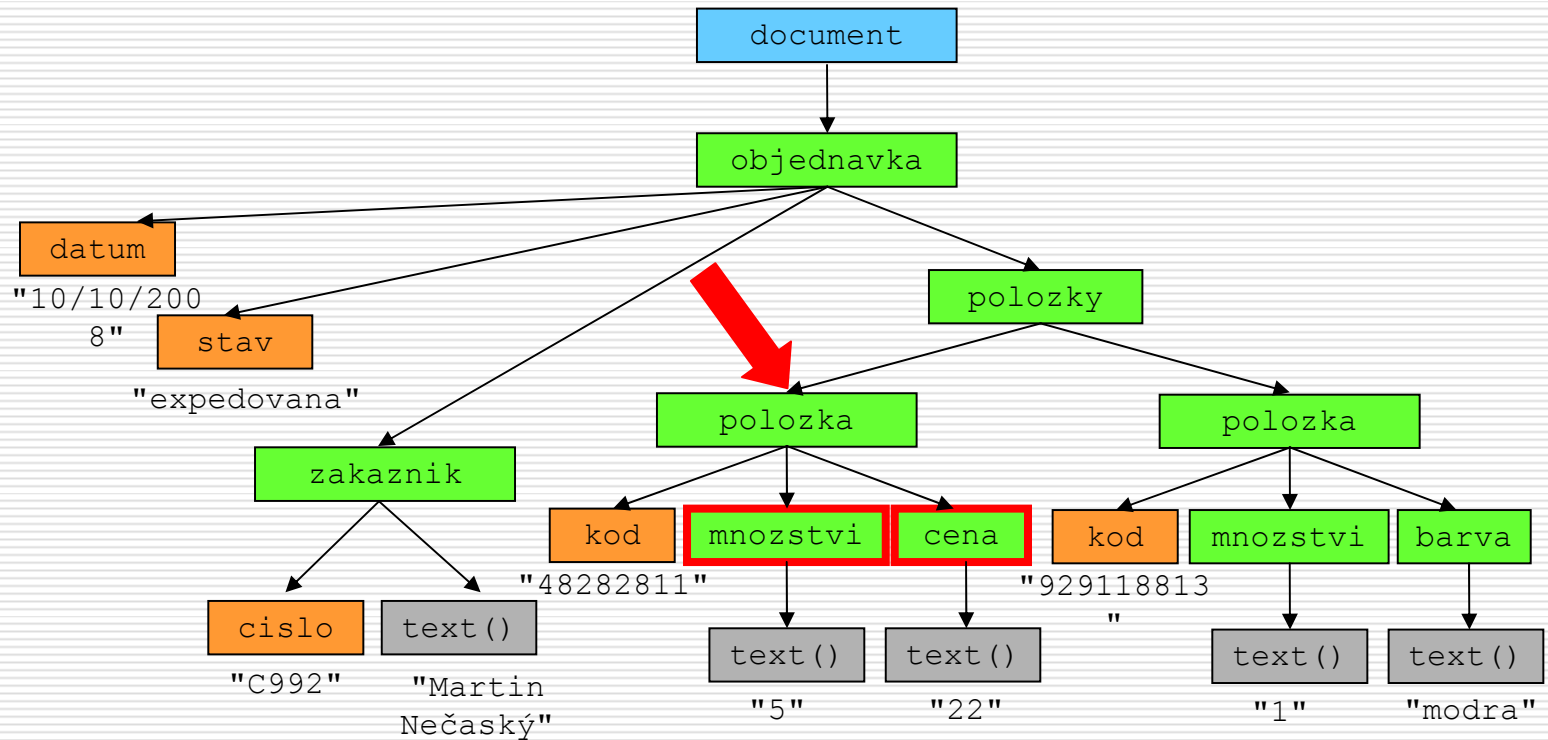 document
objednavka
datum
"10/10/200
8"
stav
"expedovana"
polozky
polozka
polozka
zakaznik
kod
mnozstvi
cena
kod
mnozstvi
barva
"48282811"
"929118813
"
cislo
text()
text()
text()
text()
text()
"C992"
"Martin
Nečaský"
"5"
"22"
"1"
"modra"